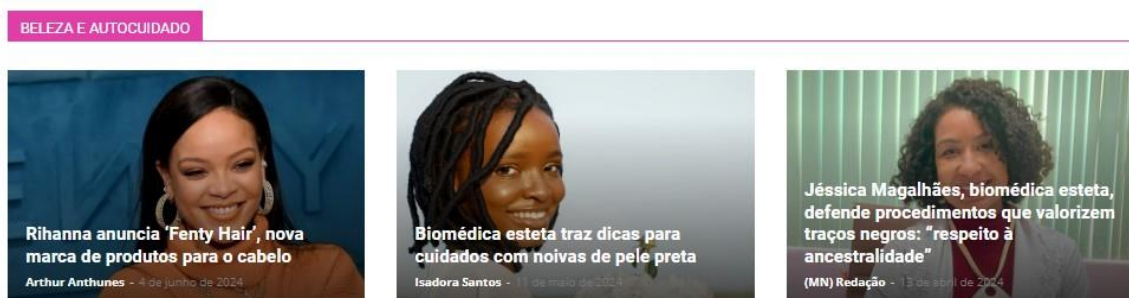 BELEZA E AUTOCUIDADO
Rihanna anuncia ‘Fenty Hair’, nova
marca de produtos para o cabelo
Arthur Anthunes - 4 de junho de 2024
Biomédica esteta traz dicas para
cuidados com noivas de pele preta
Isadora Santos - 11 de maio de 2024
Jéssica Magalhães, biomédica esteta,
defende procedimentos que valorizem
traços negros: “respeito à
ancestralidade”
(MN) Redação - 13 de abril de 2024